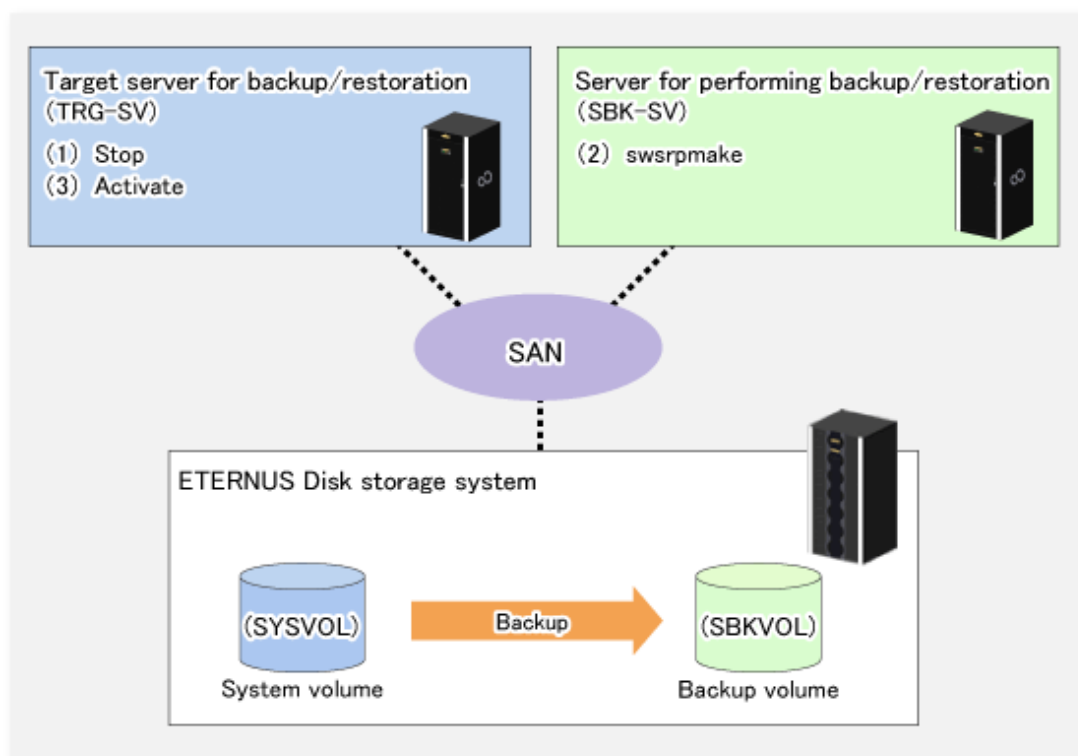 Target server for backup/restoration
(TRG-SV)
(1) Stop
(3) Activate
Server for performing backup/restoration
(SBK-SV)
(2) swsrpmake
SAN
ETERNUS Disk storage system
(SYSVOL)
Backup
(SBKVOL)
System volume
Backup volume